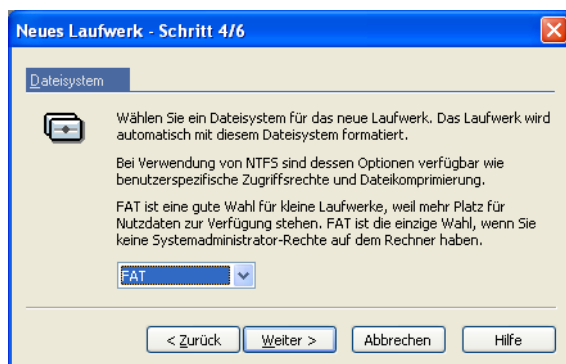 Neues Laufwerk - Schritt 4/6
Dateisystem
Wählen Sie ein Dateisystem für das neue Laufwerk. Das Laufwerk wird
automatisch mit diesem Dateisystem formatiert.
Bei Verwendung von NTFS sind dessen Optionen verfügbar wie
benutzerspezifische Zugriffsrechte und Dateikomprimierung.
FAT ist eine gute Wahl für kleine Laufwerke, weil mehr Platz für
Nutzdaten zur Verfügung stehen. FAT ist die einzige Wahl, wenn Sie
keine Systemadministrator-Rechte auf dem Rechner haben.
FAT
< Zurück Weiter > Abbrechen Hilfe